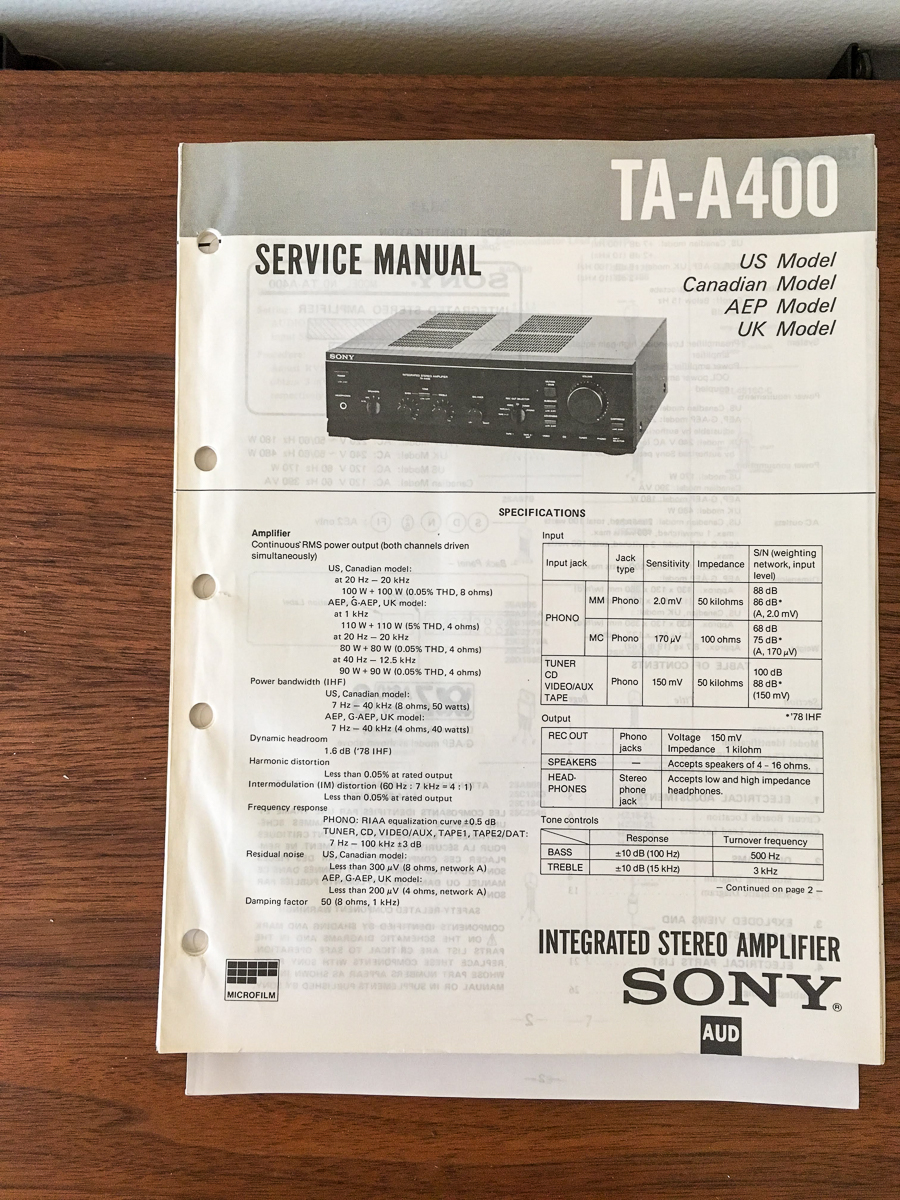 TA-A400
SERVICE MANUAL
US Model
Canadian Model
AEP Model
UK Model
SONY
INTEGRATED STEREO AMPLIFIER
SPECIFICATIONS
Amplifier
Continuous RMS power output (both channels driven
simultaneously)
US, Canadian model:
at 20 Hz – 20 kHz
100 W + 100 W (0.05% THD, 8 ohms)
AEP, G-AEP, UK model:
at 1 kHz
110 W + 110 W (5% THD, 4 ohms)
at 20 Hz – 20 kHz
80 W + 80 W (0.05% THD, 4 ohms)
at 40 Hz – 12.5 kHz
90 W + 90 W (0.05% THD, 4 ohms)
Power bandwidth (IHF)
US, Canadian model:
7 Hz – 40 kHz (8 ohms, 50 watts)
AEP, G-AEP, UK model:
7 Hz – 40 kHz (4 ohms, 40 watts)
Dynamic headroom
1.6 dB ('78 IHF)
Harmonic distortion
Less than 0.05% at rated output
Intermodulation (IM) distortion (60 Hz : 7 kHz = 4 : 1)
Less than 0.05% at rated output
Frequency response
PHONO: RIAA equalization curve ±0.5 dB
TUNER, CD, VIDEO/AUX, TAPE1, TAPE2/DAT:
7 Hz – 100 kHz ±3 dB
Residual noise US, Canadian model:
Less than 300 µV (8 ohms, network A)
AEP, G-AEP, UK model:
Less than 200 µV (4 ohms, network A)
Damping factor 50 (8 ohms, 1 kHz)
MICROFILM
Input
Input jack Jack type Sensitivity Impedance S/N (weighting network, input level)
PHONO MM Phono 2.0 mV 50 kilohms 88 dB 86 dB* (A, 2.0 mV)
MC Phono 170 µV 100 ohms 68 dB 75 dB* (A, 170 µV)
TUNER CD VIDEO/AUX TAPE Phono 150 mV 50 kilohms 100 dB 88 dB* (150 mV)
*'78 IHF
Output
REC OUT Phono jacks Voltage 150 mV Impedance 1 kilohm
SPEAKERS — Accepts speakers of 4 – 16 ohms.
HEAD-PHONES Stereo phone jack Accepts low and high impedance headphones.
Tone controls
Response Turnover frequency
BASS ±10 dB (100 Hz) 500 Hz
TREBLE ±10 dB (15 kHz) 3 kHz
– Continued on page 2 –
INTEGRATED STEREO AMPLIFIER
SONY®
AUD